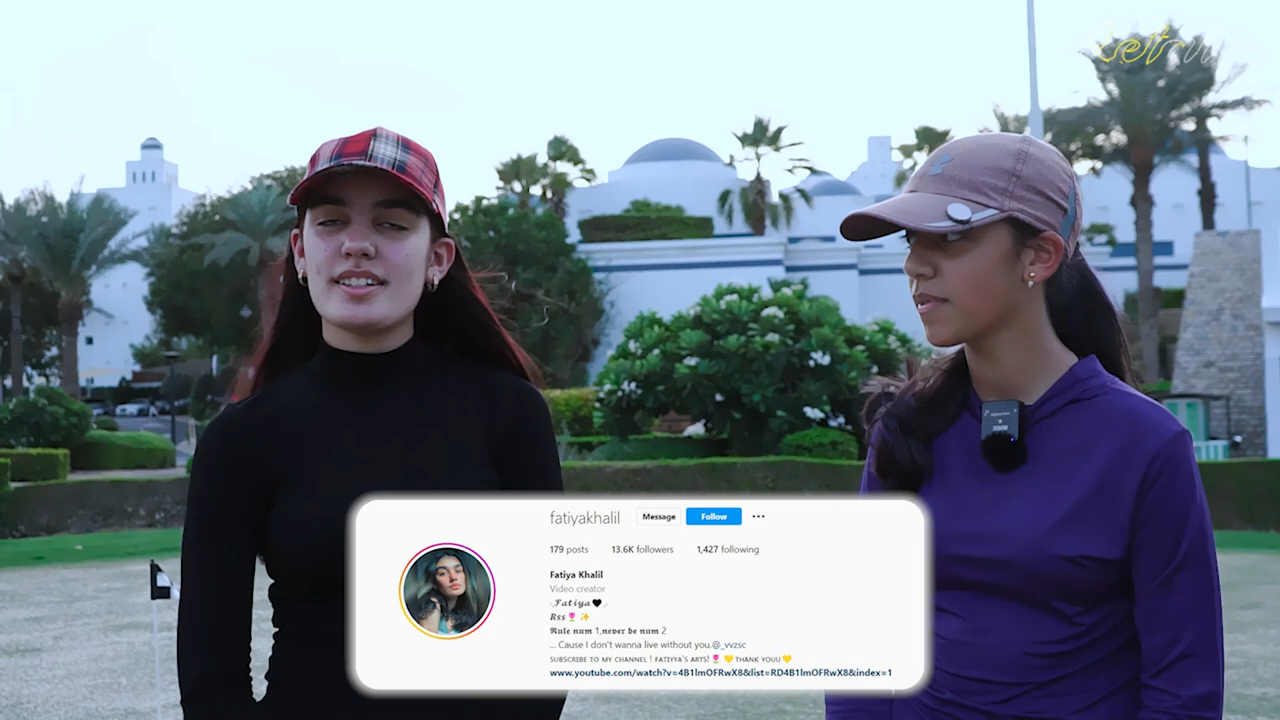 fatiyakhalil Message Follow ...
179 posts 13.6K followers 1,427 following
Fatiya Khalil
Video creator
𝓕𝓪𝓽𝓲𝔂𝓪🖤
𝑹𝒔𝒔🌷✨
𝕽𝖚𝖑𝖊 𝖓𝖚𝖒 1,𝖓𝖊𝖛𝖊𝖗 𝖇𝖊 𝖓𝖚𝖒 2
... Cause I don't wanna live without you.@_vvzsc
SUBSCRIBE TO MY CHANNEL ! FATIYYA'S ARTS! 🌷 💛 THANK YOUU 💛
www.youtube.com/watch?v=4B1lmOFRwX8&list=RD4B1lmOFRwX8&index=1